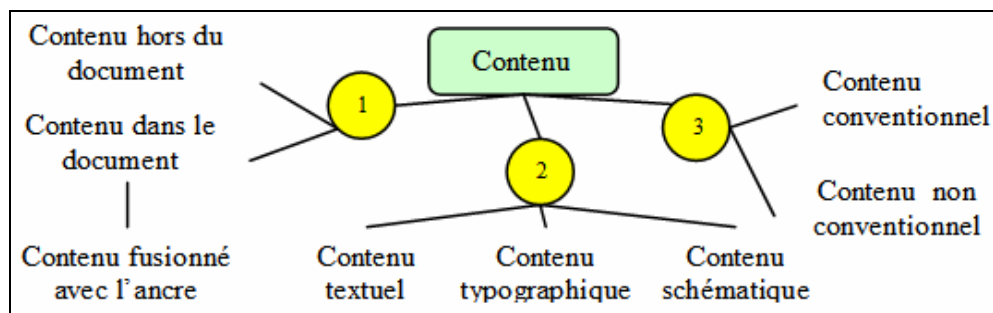 Contenu hors du
document
Contenu
1
3
Contenu
conventionnel
Contenu dans le
document
2
Contenu non
conventionnel
Contenu fusionné
avec l'ancre
Contenu
textuel
Contenu
typographique
Contenu
schématique